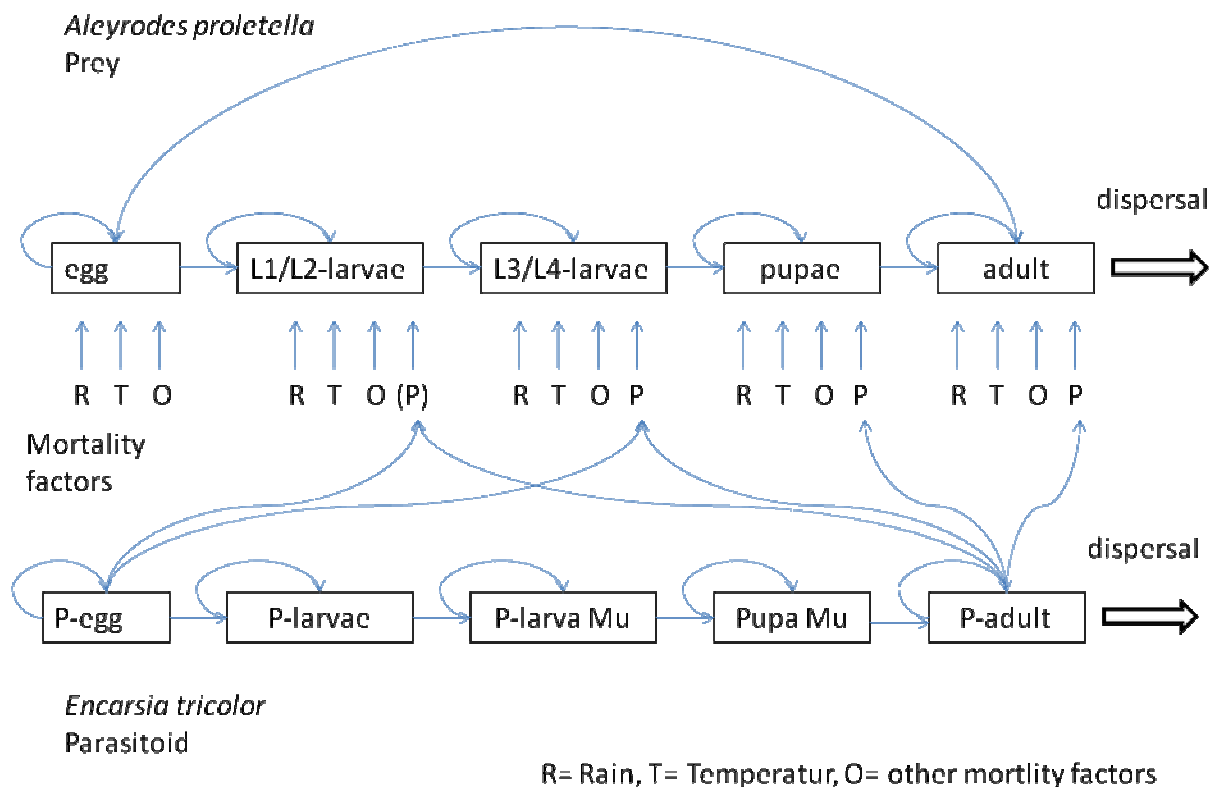 Aleyrodes proletella
Prey
dispersal
egg L1/L2-larvae L3/L4-larvae pupae adult
R T O R T O (P) R T O P R T O P R T O P
Mortality
factors
dispersal
P-egg P-larvae P-larva Mu Pupa Mu P-adult
Encarsia tricolor
Parasitoid
R= Rain, T= Temperatur, O= other mortlity factors